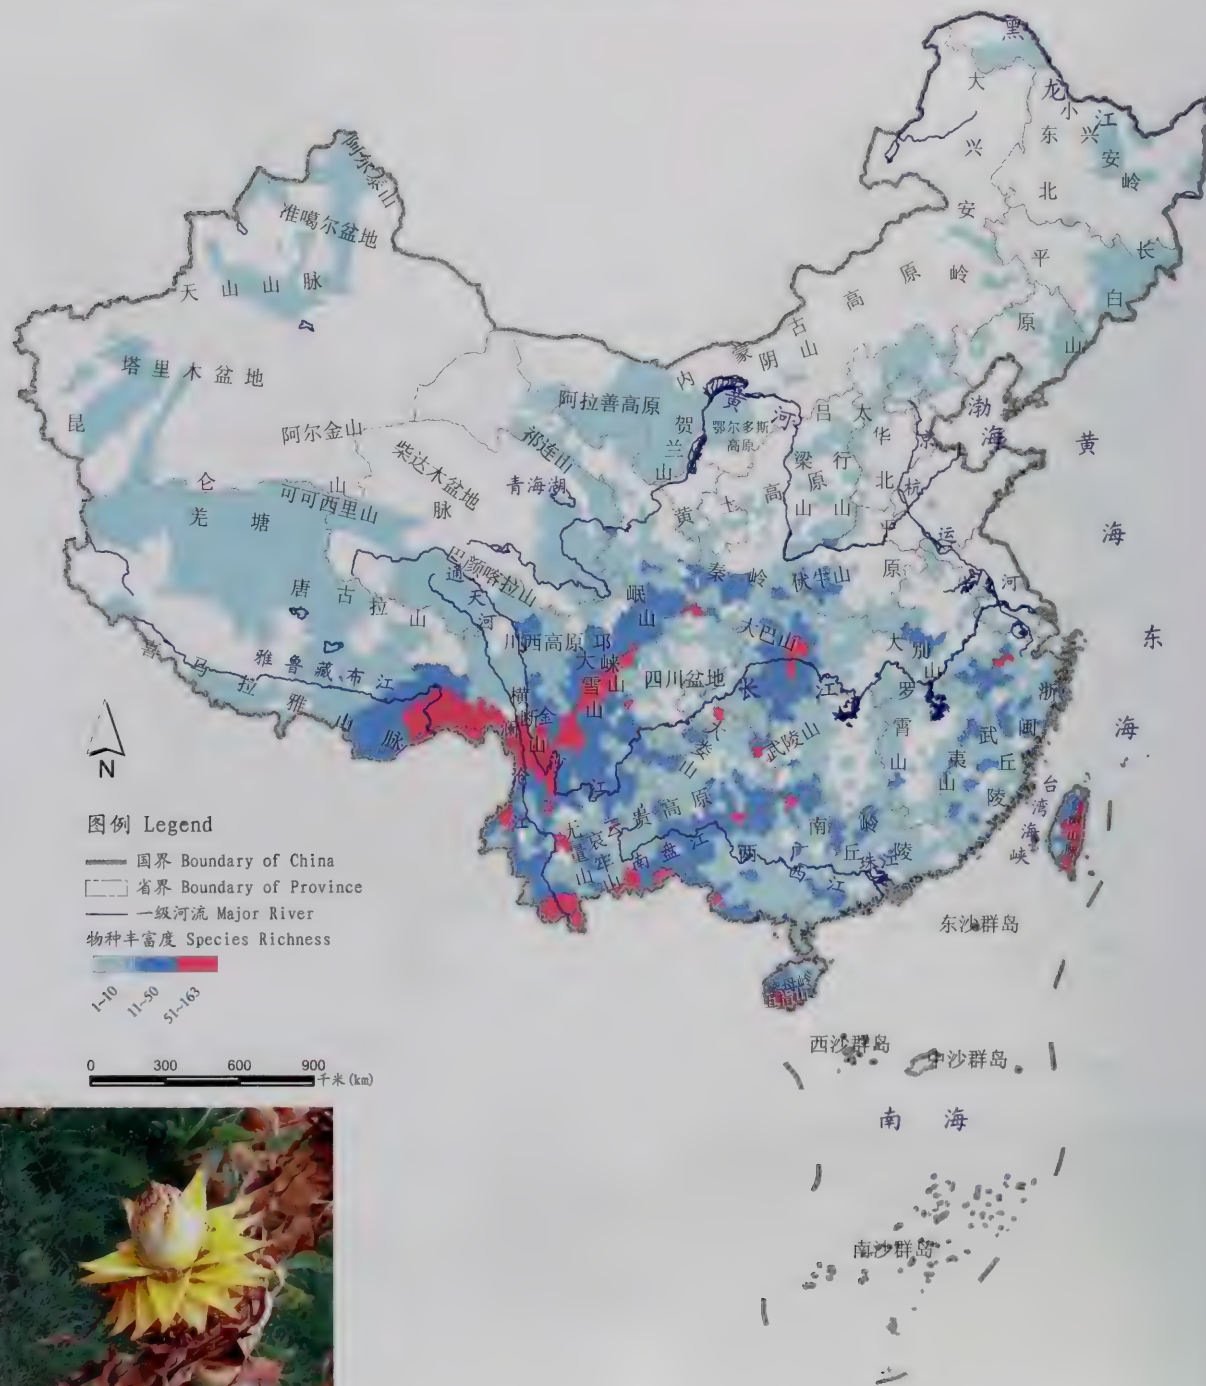 黑龙江
大兴安岭
小兴安岭
东北平原
长白山
阿尔泰山
准噶尔盆地
天山山脉
塔里木盆地
昆仑山脉
阿尔金山
柴达木盆地
祁连山
青海湖
阿拉善高原
贺兰山
内蒙古高原
阴山
黄河
鄂尔多斯
高原
吕梁山
太行山
华北平原
京杭运河
渤海
黄海
黄土高原
羌塘
可可西里山
巴颜喀拉山
通天河
唐古拉山
秦岭
伏牛山
岷山
川西高原
邛崃山
大雪山
四川盆地
大巴山
大别山
长江
喜马拉雅山脉
雅鲁藏布江
横断山
金沙江
澜沧江
大娄山
武陵山
罗霄山
武夷山
浙闽丘陵
东海
台湾海峡
无量山
哀牢山
云贵高原
南盘江
南岭
两广丘陵
西江
珠江
东沙群岛
五指山
西沙群岛
中沙群岛
南海
南沙群岛
N
图例 Legend
国界 Boundary of China
省界 Boundary of Province
一级河流 Major River
物种丰富度 Species Richness
1~10
11~50
51~163
0 300 600 900
千米(km)